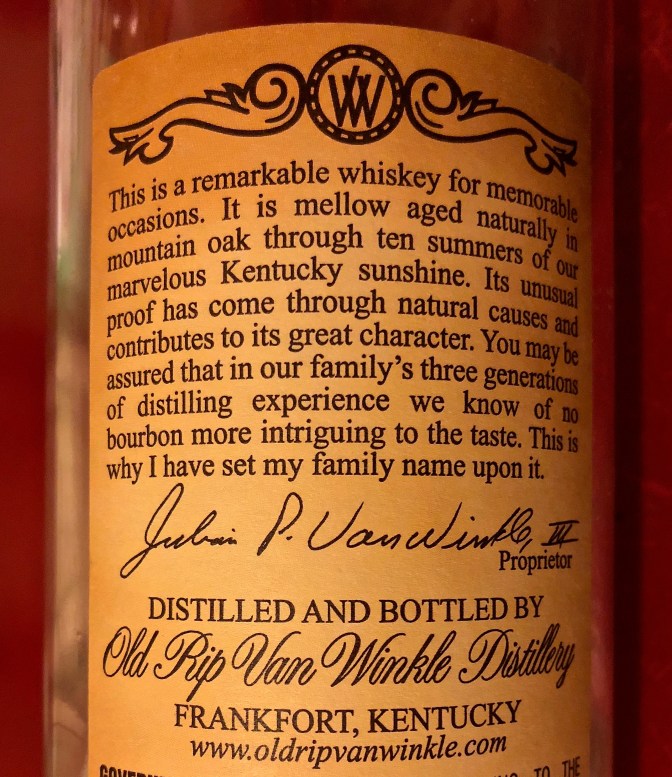 VW
This is a remarkable whiskey for memorable
occasions. It is mellow aged naturally in
mountain oak through ten summers of our
marvelous Kentucky sunshine. Its unusual
proof has come through natural causes and
contributes to its great character. You may be
assured that in our family's three generations
of distilling experience we know of no
bourbon more intriguing to the taste. This is
why I have set my family name upon it.
Julian P. Van Winkle, III
Proprietor
DISTILLED AND BOTTLED BY
Old Rip Van Winkle Distillery
FRANKFORT, KENTUCKY
www.oldripvanwinkle.com
TO THE